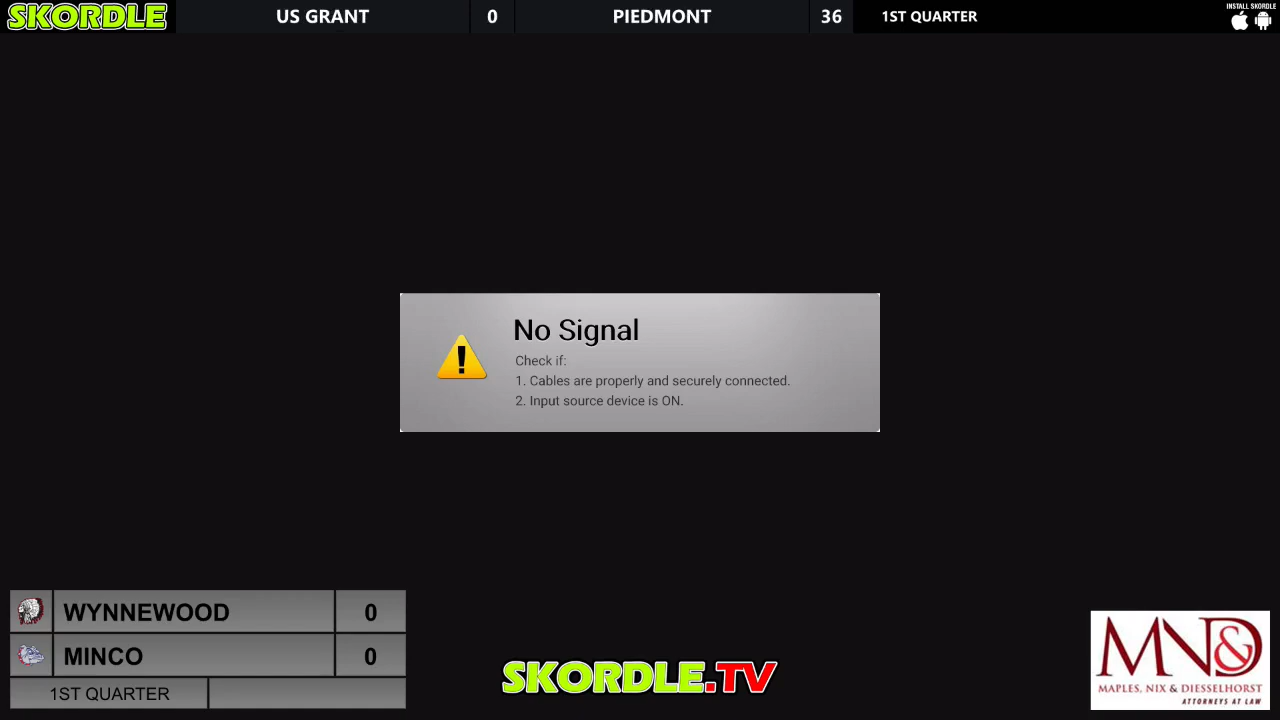 SKORDLE
US GRANT 0 PIEDMONT 36 1ST QUARTER
INSTALL SKORDLE
No Signal
Check if:
1. Cables are properly and securely connected.
2. Input source device is ON.
WYNNEWOOD 0
MINCO 0
1ST QUARTER
SKORDLE.TV
MN&D
MAPLES, NIX & DIESSELHORST
ATTORNEYS AT LAW